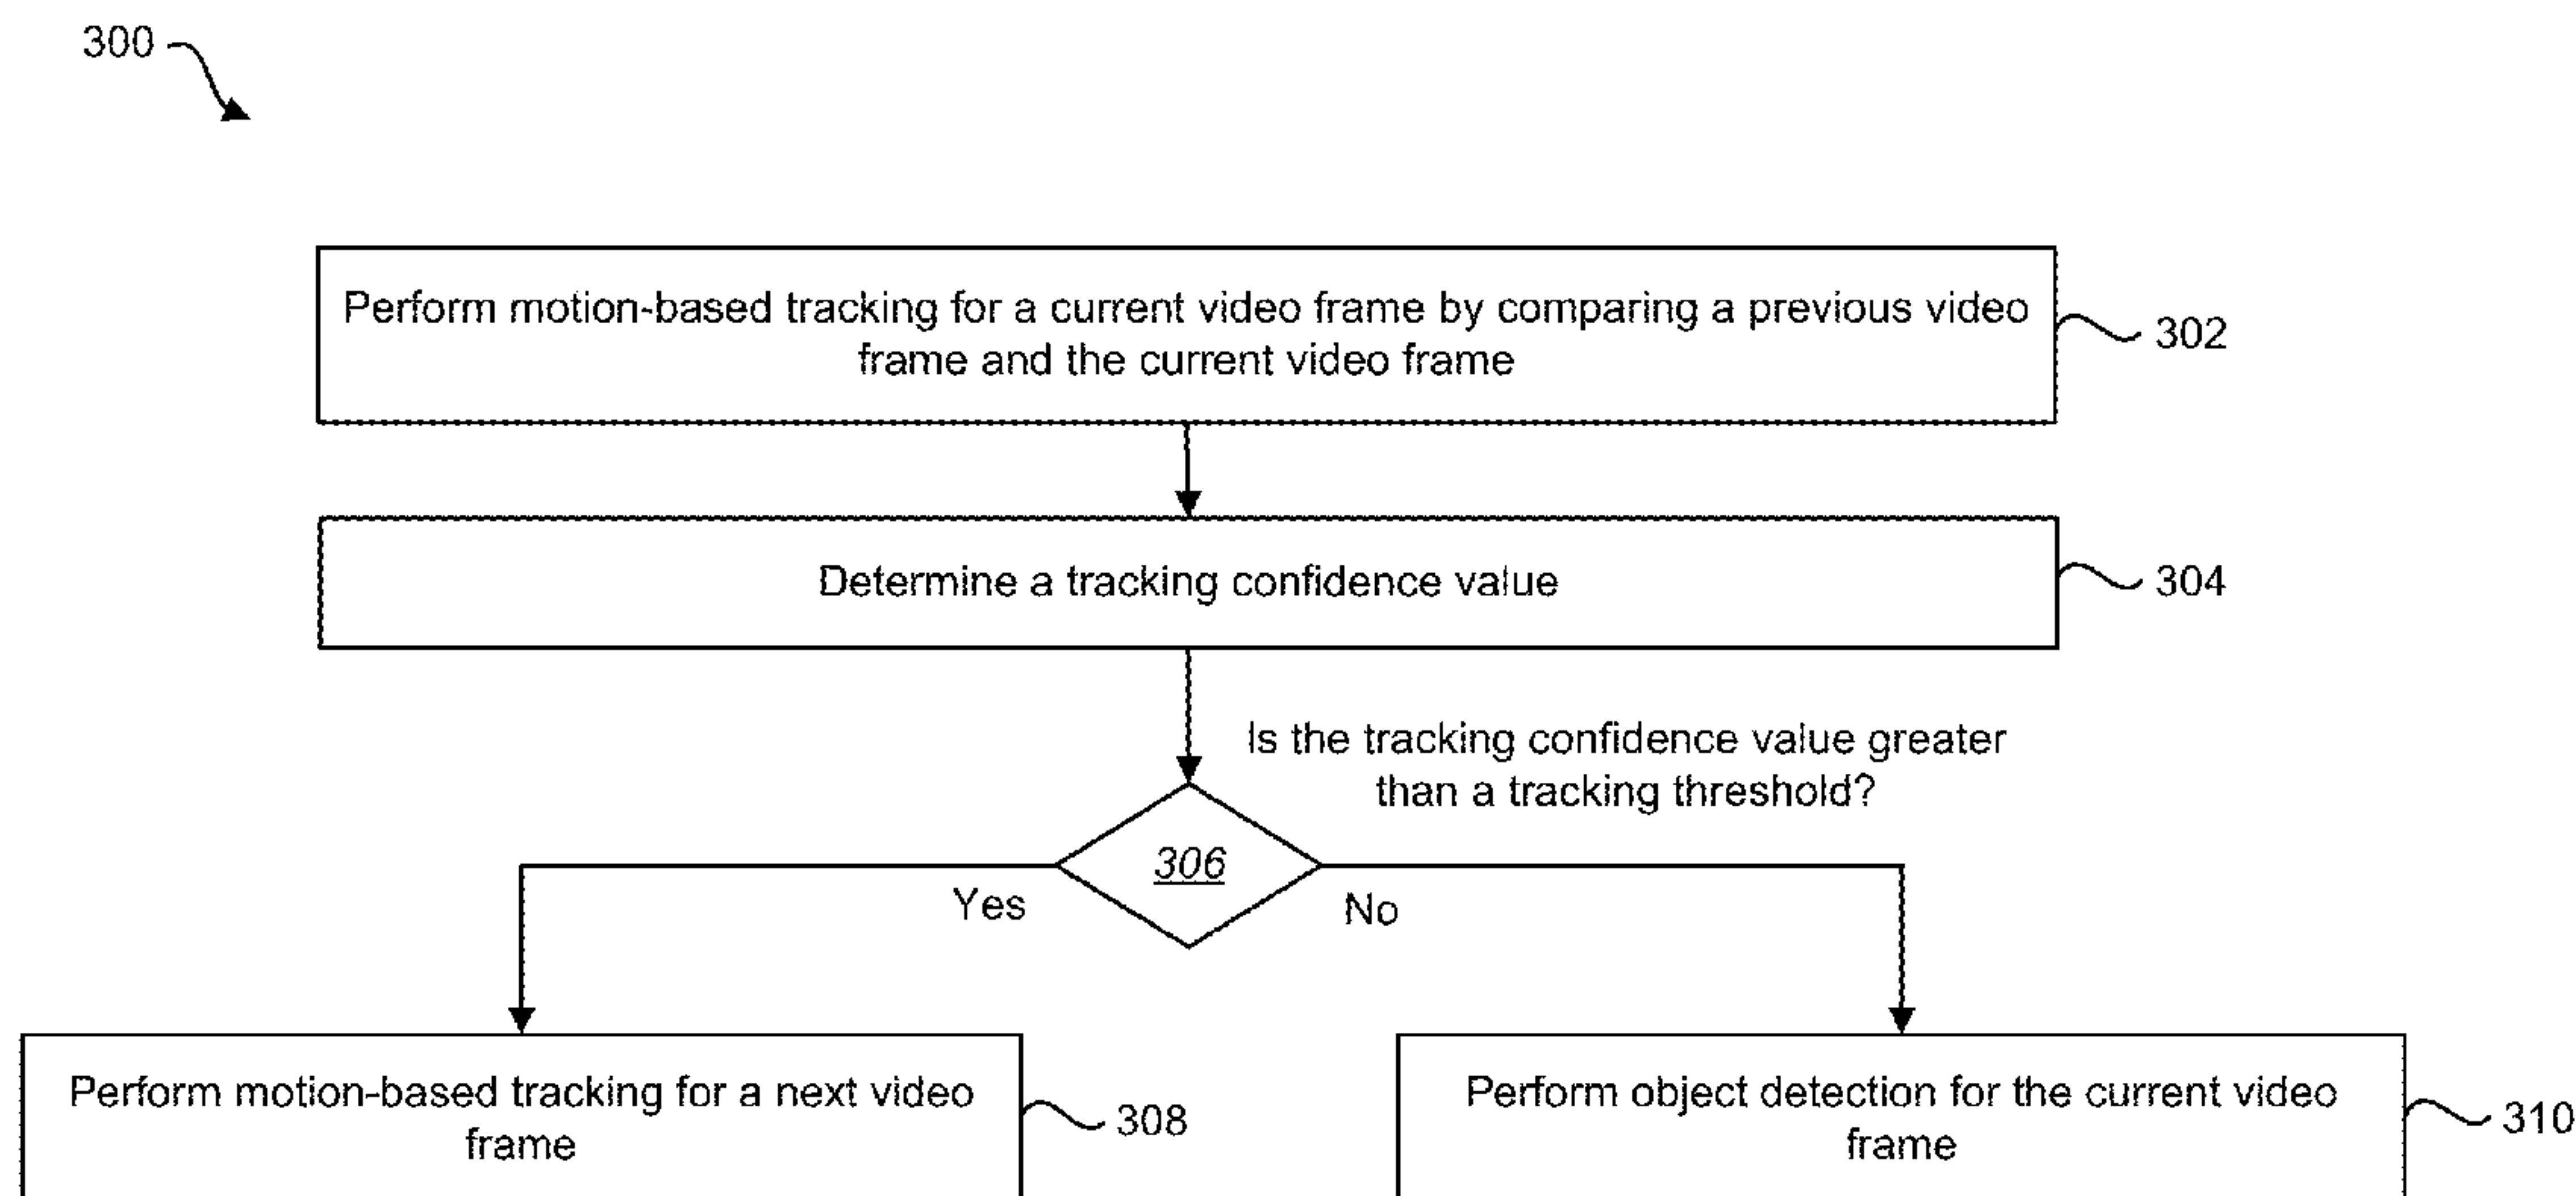 300
Perform motion-based tracking for a current video frame by comparing a previous video
frame and the current video frame
302
Determine a tracking confidence value
304
Is the tracking confidence value greater
than a tracking threshold?
306
Yes
No
Perform motion-based tracking for a next video
frame
308
Perform object detection for the current video
frame
310